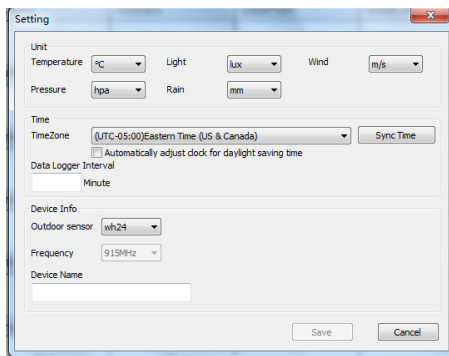 Setting
Unit
Temperature ℃ Light lux Wind m/s
Pressure hpa Rain mm
Time
TimeZone (UTC-05:00)Eastern Time (US & Canada) Sync Time
Automatically adjust clock for daylight saving time
Data Logger Interval
Minute
Device Info
Outdoor sensor wh24
Frequency 915MHz
Device Name
Save Cancel